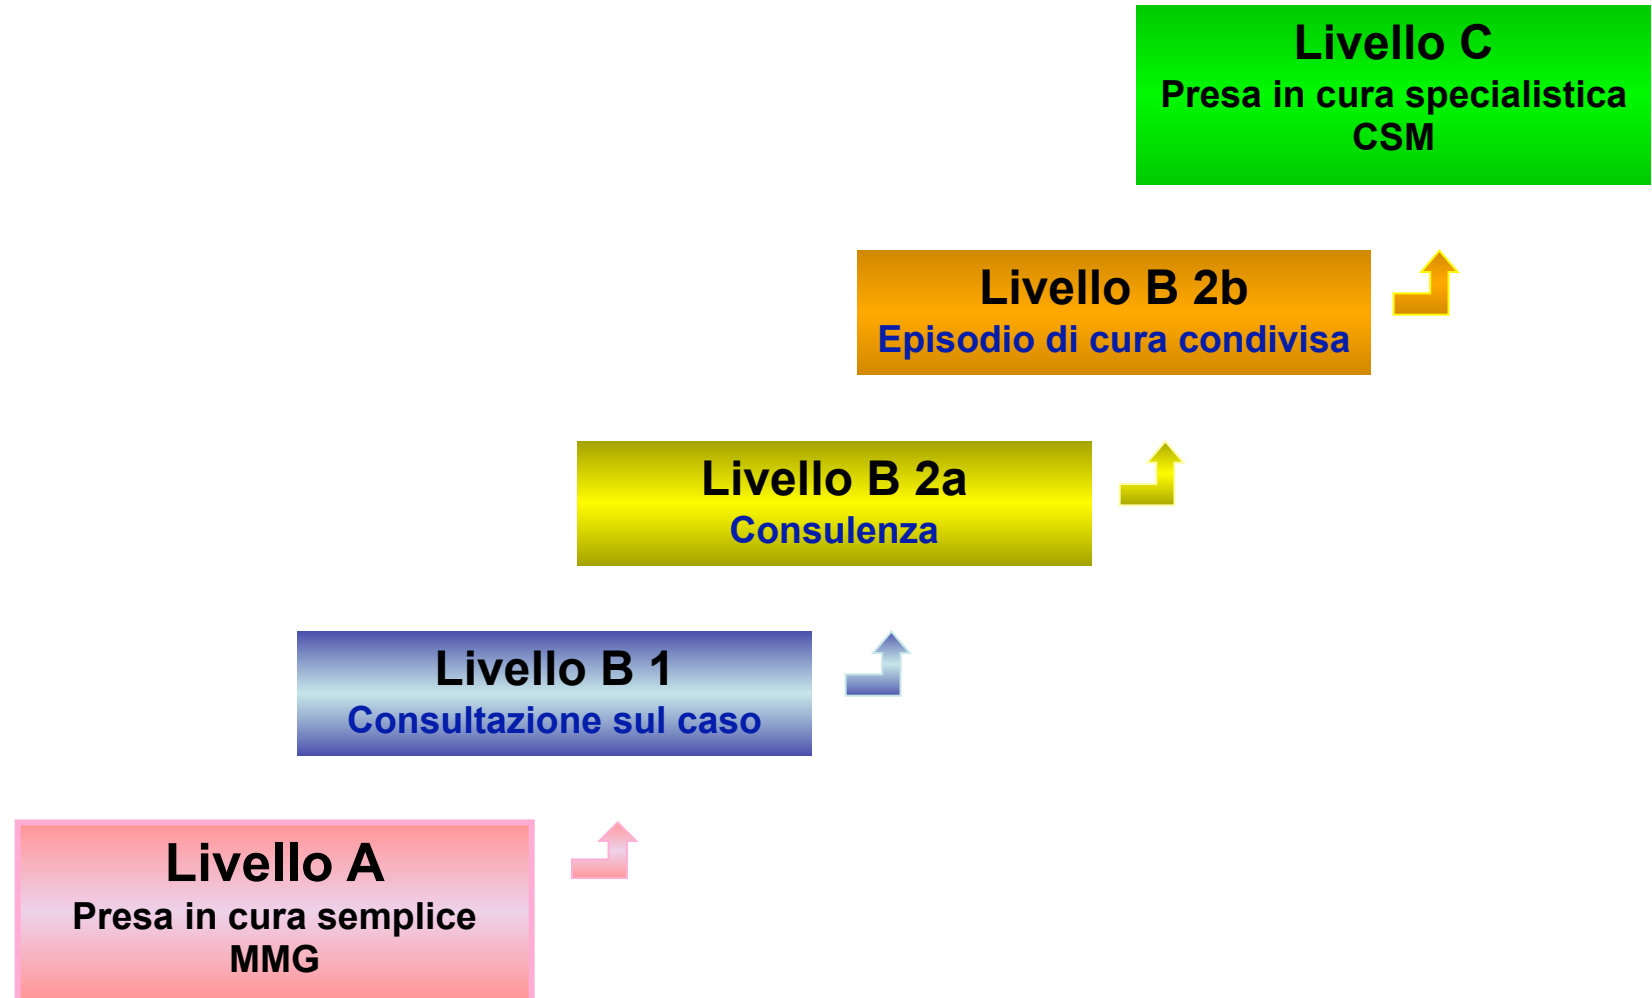 Livello C
Presa in cura specialistica
CSM
Livello B 2b
Episodio di cura condivisa
Livello B 2a
Consulenza
Livello B 1
Consultazione sul caso
Livello A
Presa in cura semplice
MMG